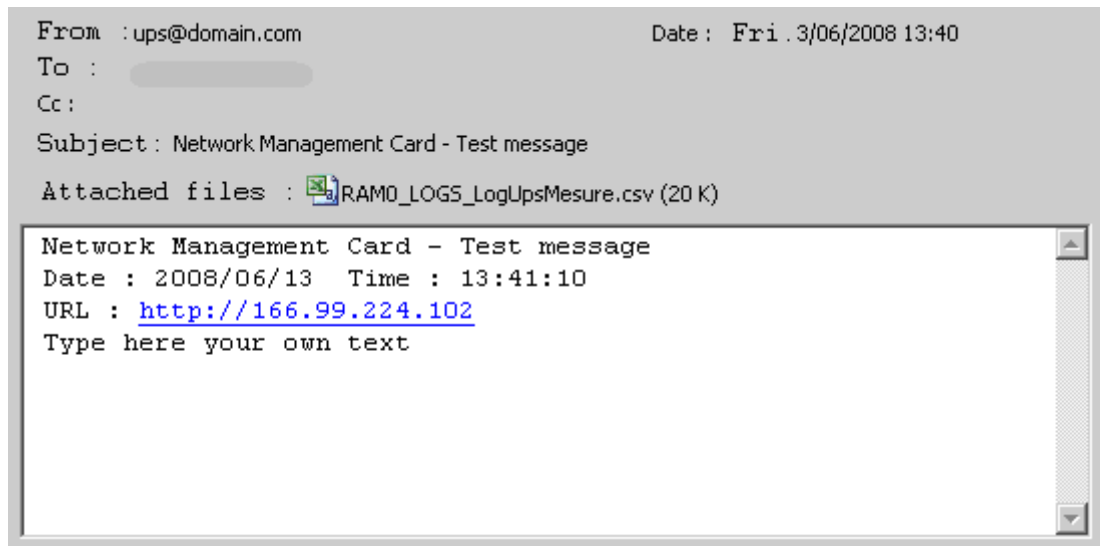 From : ups@domain.com Date : Fri . 3/06/2008 13:40
To :
Cc :
Subject : Network Management Card - Test message
Attached files : RAM0_LOGS_LogUpsMesure.csv (20 K)
Network Management Card - Test message
Date : 2008/06/13 Time : 13:41:10
URL : http://166.99.224.102
Type here your own text